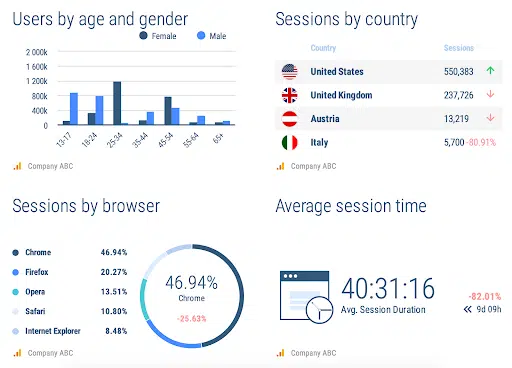 Users by age and gender
Female Male
2 000k
1 600k
1 200k
800k
400k
0
13-17 18-24 25-34 35-44 45-54 55-64 65+
Company ABC
Sessions by country
Country Sessions
United States 550,383
United Kingdom 237,726
Austria 13,219
Italy 5,700 -80.91%
Company ABC
Sessions by browser
Chrome 46.94%
Firefox 20.27%
Opera 13.51%
Safari 10.80%
Internet Explorer 8.48%
46.94%
Chrome
-25.63%
Company ABC
Average session time
40:31:16
Avg. Session Duration
-82.01%
9d 09h
Company ABC